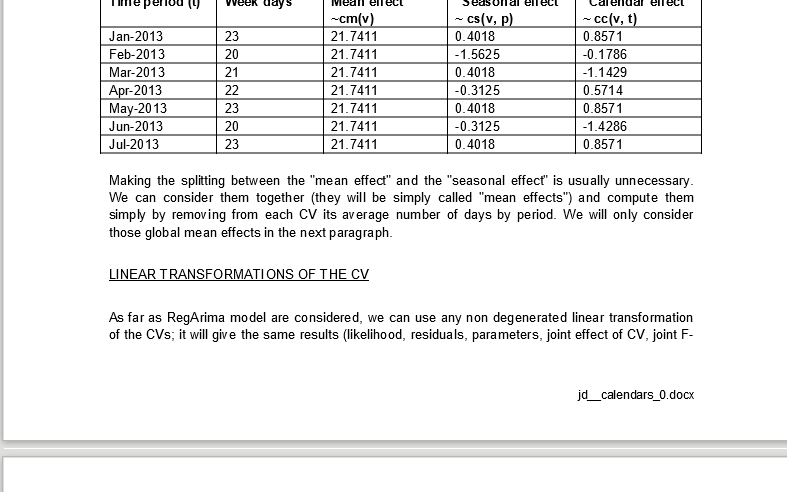 Time period (t) Week days Mean effect Seasonal effect Calendar effect
~cm(v) ~ cs(v, p) ~ cc(v, t)
Jan-2013 23 21.7411 0.4018 0.8571
Feb-2013 20 21.7411 -1.5625 -0.1786
Mar-2013 21 21.7411 0.4018 -1.1429
Apr-2013 22 21.7411 -0.3125 0.5714
May-2013 23 21.7411 0.4018 0.8571
Jun-2013 20 21.7411 -0.3125 -1.4286
Jul-2013 23 21.7411 0.4018 0.8571
Making the splitting between the "mean effect" and the "seasonal effect" is usually unnecessary.
We can consider them together (they will be simply called "mean effects") and compute them
simply by removing from each CV its average number of days by period. We will only consider
those global mean effects in the next paragraph.
LINEAR TRANSFORMATIONS OF THE CV
As far as RegArima model are considered, we can use any non degenerated linear transformation
of the CVs; it will give the same results (likelihood, residuals, parameters, joint effect of CV, joint F-
jd__calendars_0.docx